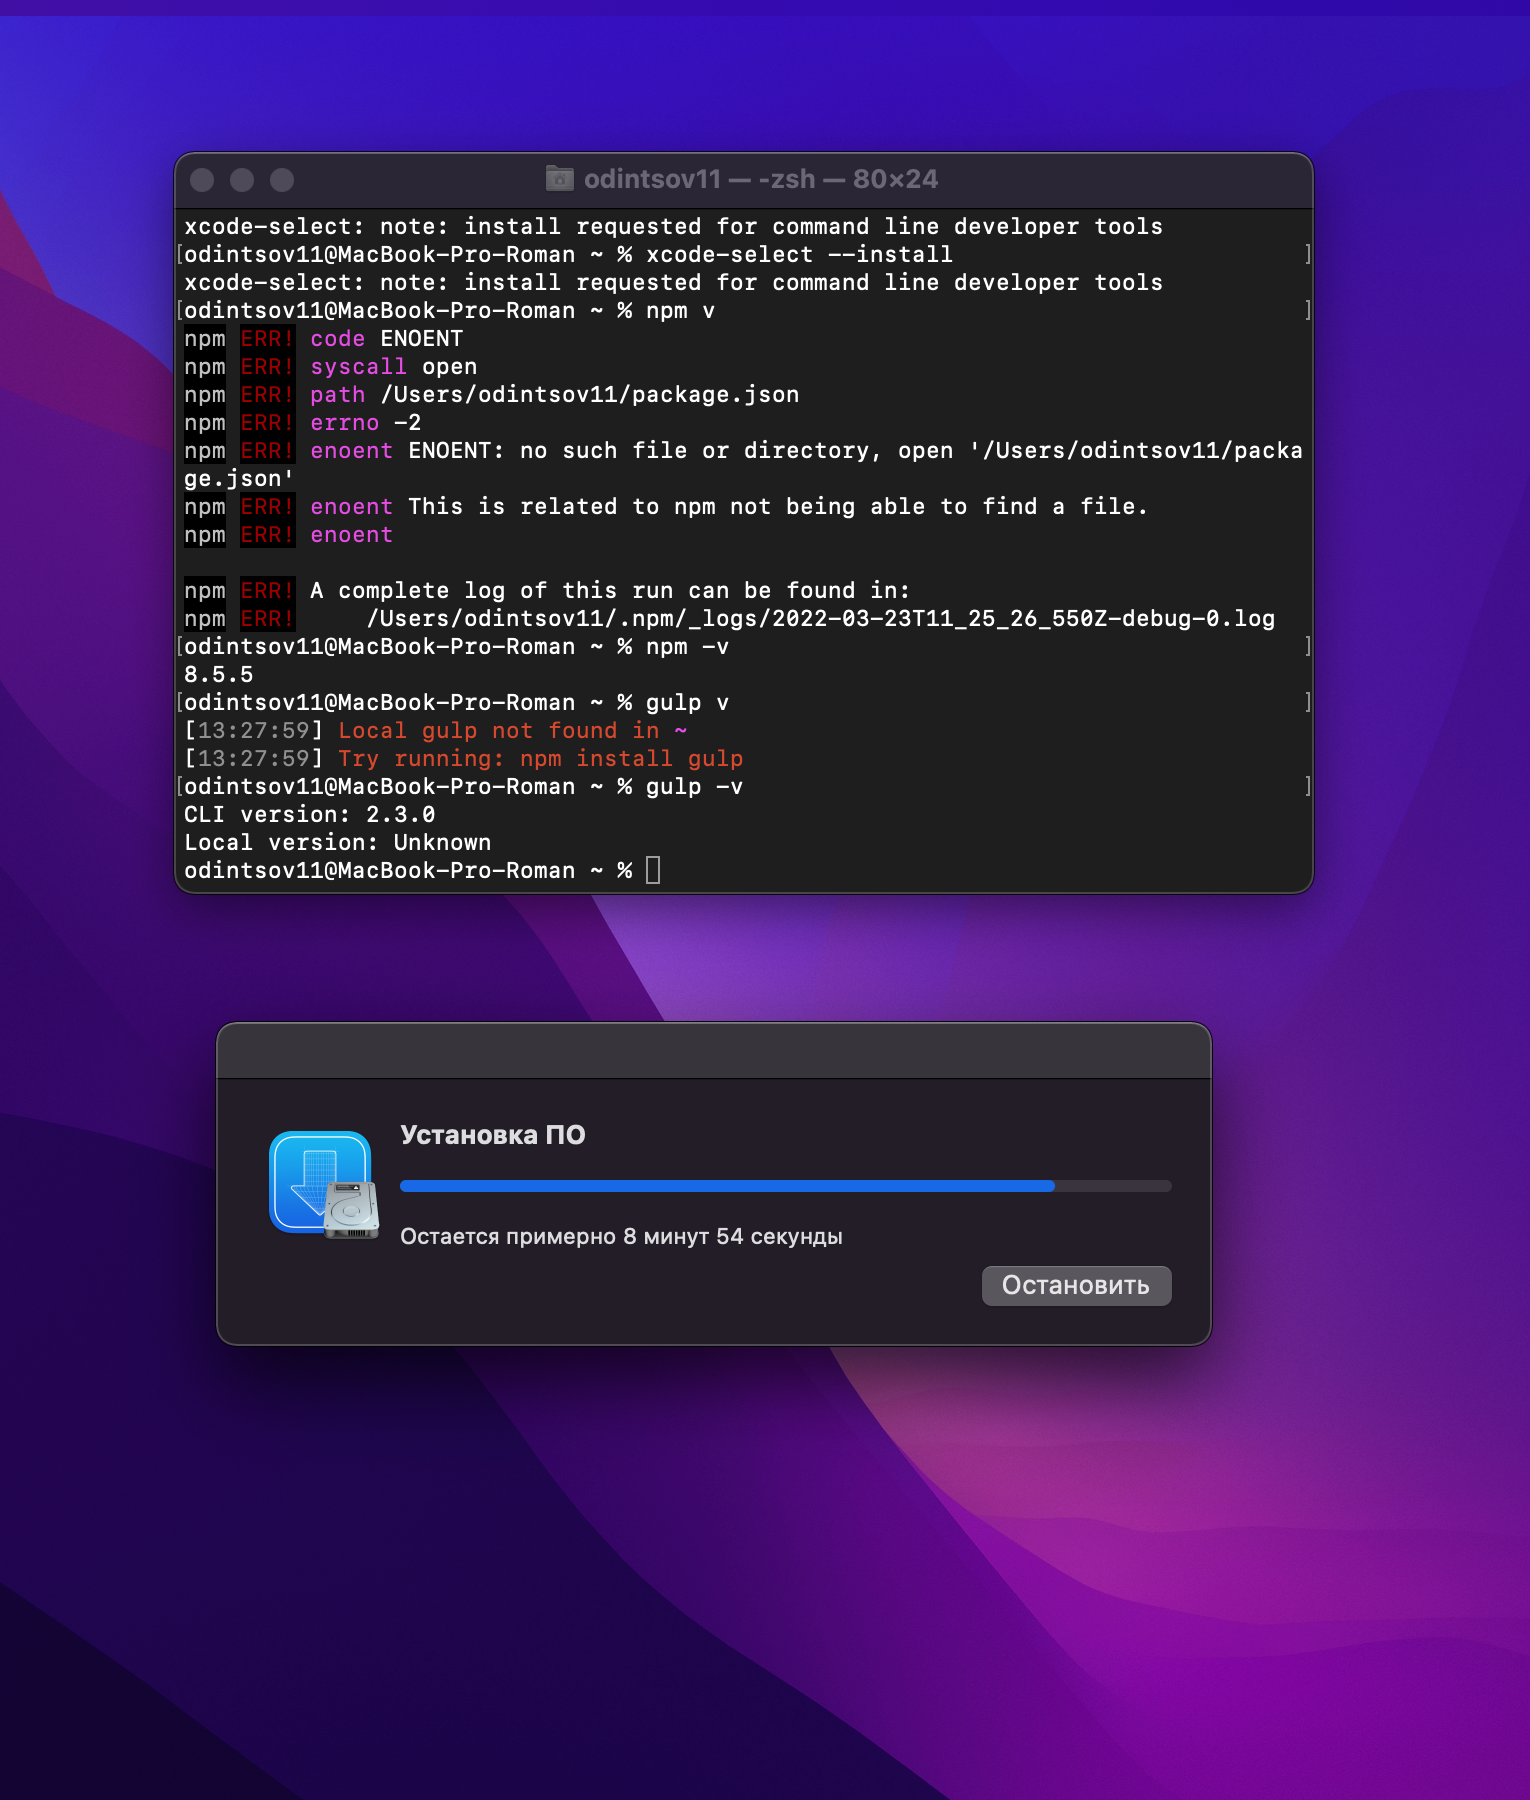 odintsov11 — -zsh — 80×24
xcode-select: note: install requested for command line developer tools
[odintsov11@MacBook-Pro-Roman ~ % xcode-select --install ]
xcode-select: note: install requested for command line developer tools
[odintsov11@MacBook-Pro-Roman ~ % npm v ]
npm ERR! code ENOENT
npm ERR! syscall open
npm ERR! path /Users/odintsov11/package.json
npm ERR! errno -2
npm ERR! enoent ENOENT: no such file or directory, open '/Users/odintsov11/packa
ge.json'
npm ERR! enoent This is related to npm not being able to find a file.
npm ERR! enoent
npm ERR! A complete log of this run can be found in:
npm ERR!     /Users/odintsov11/.npm/_logs/2022-03-23T11_25_26_550Z-debug-0.log
[odintsov11@MacBook-Pro-Roman ~ % npm -v ]
8.5.5
[odintsov11@MacBook-Pro-Roman ~ % gulp v ]
[13:27:59] Local gulp not found in ~
[13:27:59] Try running: npm install gulp
[odintsov11@MacBook-Pro-Roman ~ % gulp -v ]
CLI version: 2.3.0
Local version: Unknown
odintsov11@MacBook-Pro-Roman ~ %
Установка ПО
Остается примерно 8 минут 54 секунды
Остановить